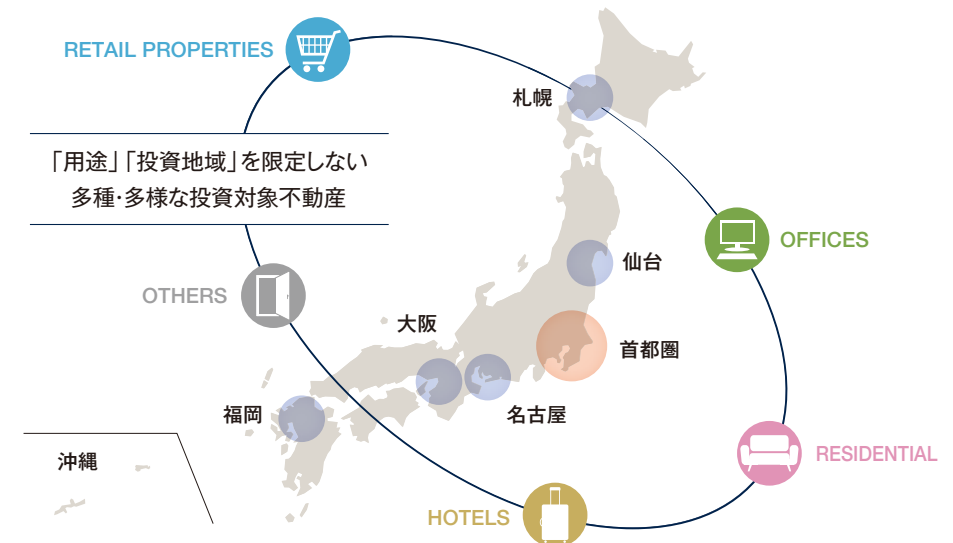 RETAIL PROPERTIES
札幌
「用途」「投資地域」を限定しない
多種・多様な投資対象不動産
OFFICES
仙台
OTHERS
大阪
首都圏
福岡
名古屋
沖縄
RESIDENTIAL
HOTELS